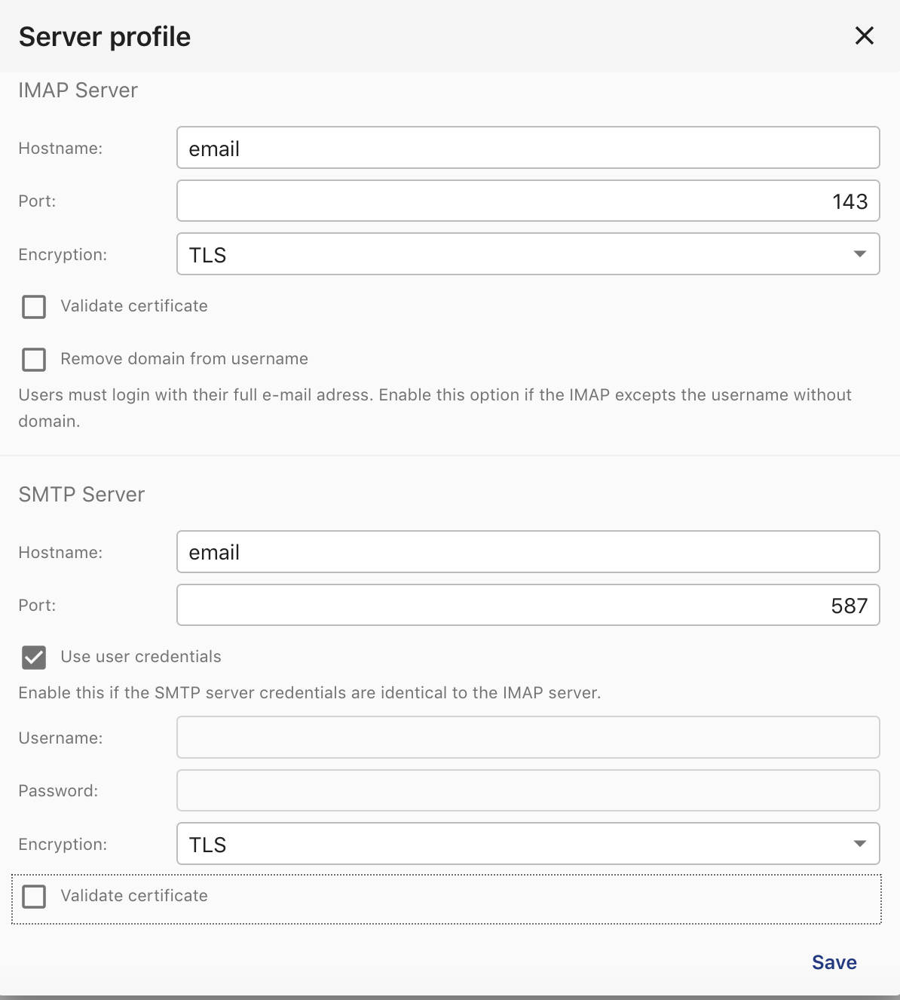 Server profile
IMAP Server
Hostname:
email
Port:
143
Encryption:
TLS
Validate certificate
Remove domain from username
Users must login with their full e-mail adress. Enable this option if the IMAP excepts the username without
domain.
SMTP Server
Hostname:
email
Port:
587
Use user credentials
Enable this if the SMTP server credentials are identical to the IMAP server.
Username:
Password:
Encryption:
TLS
Validate certificate
Save